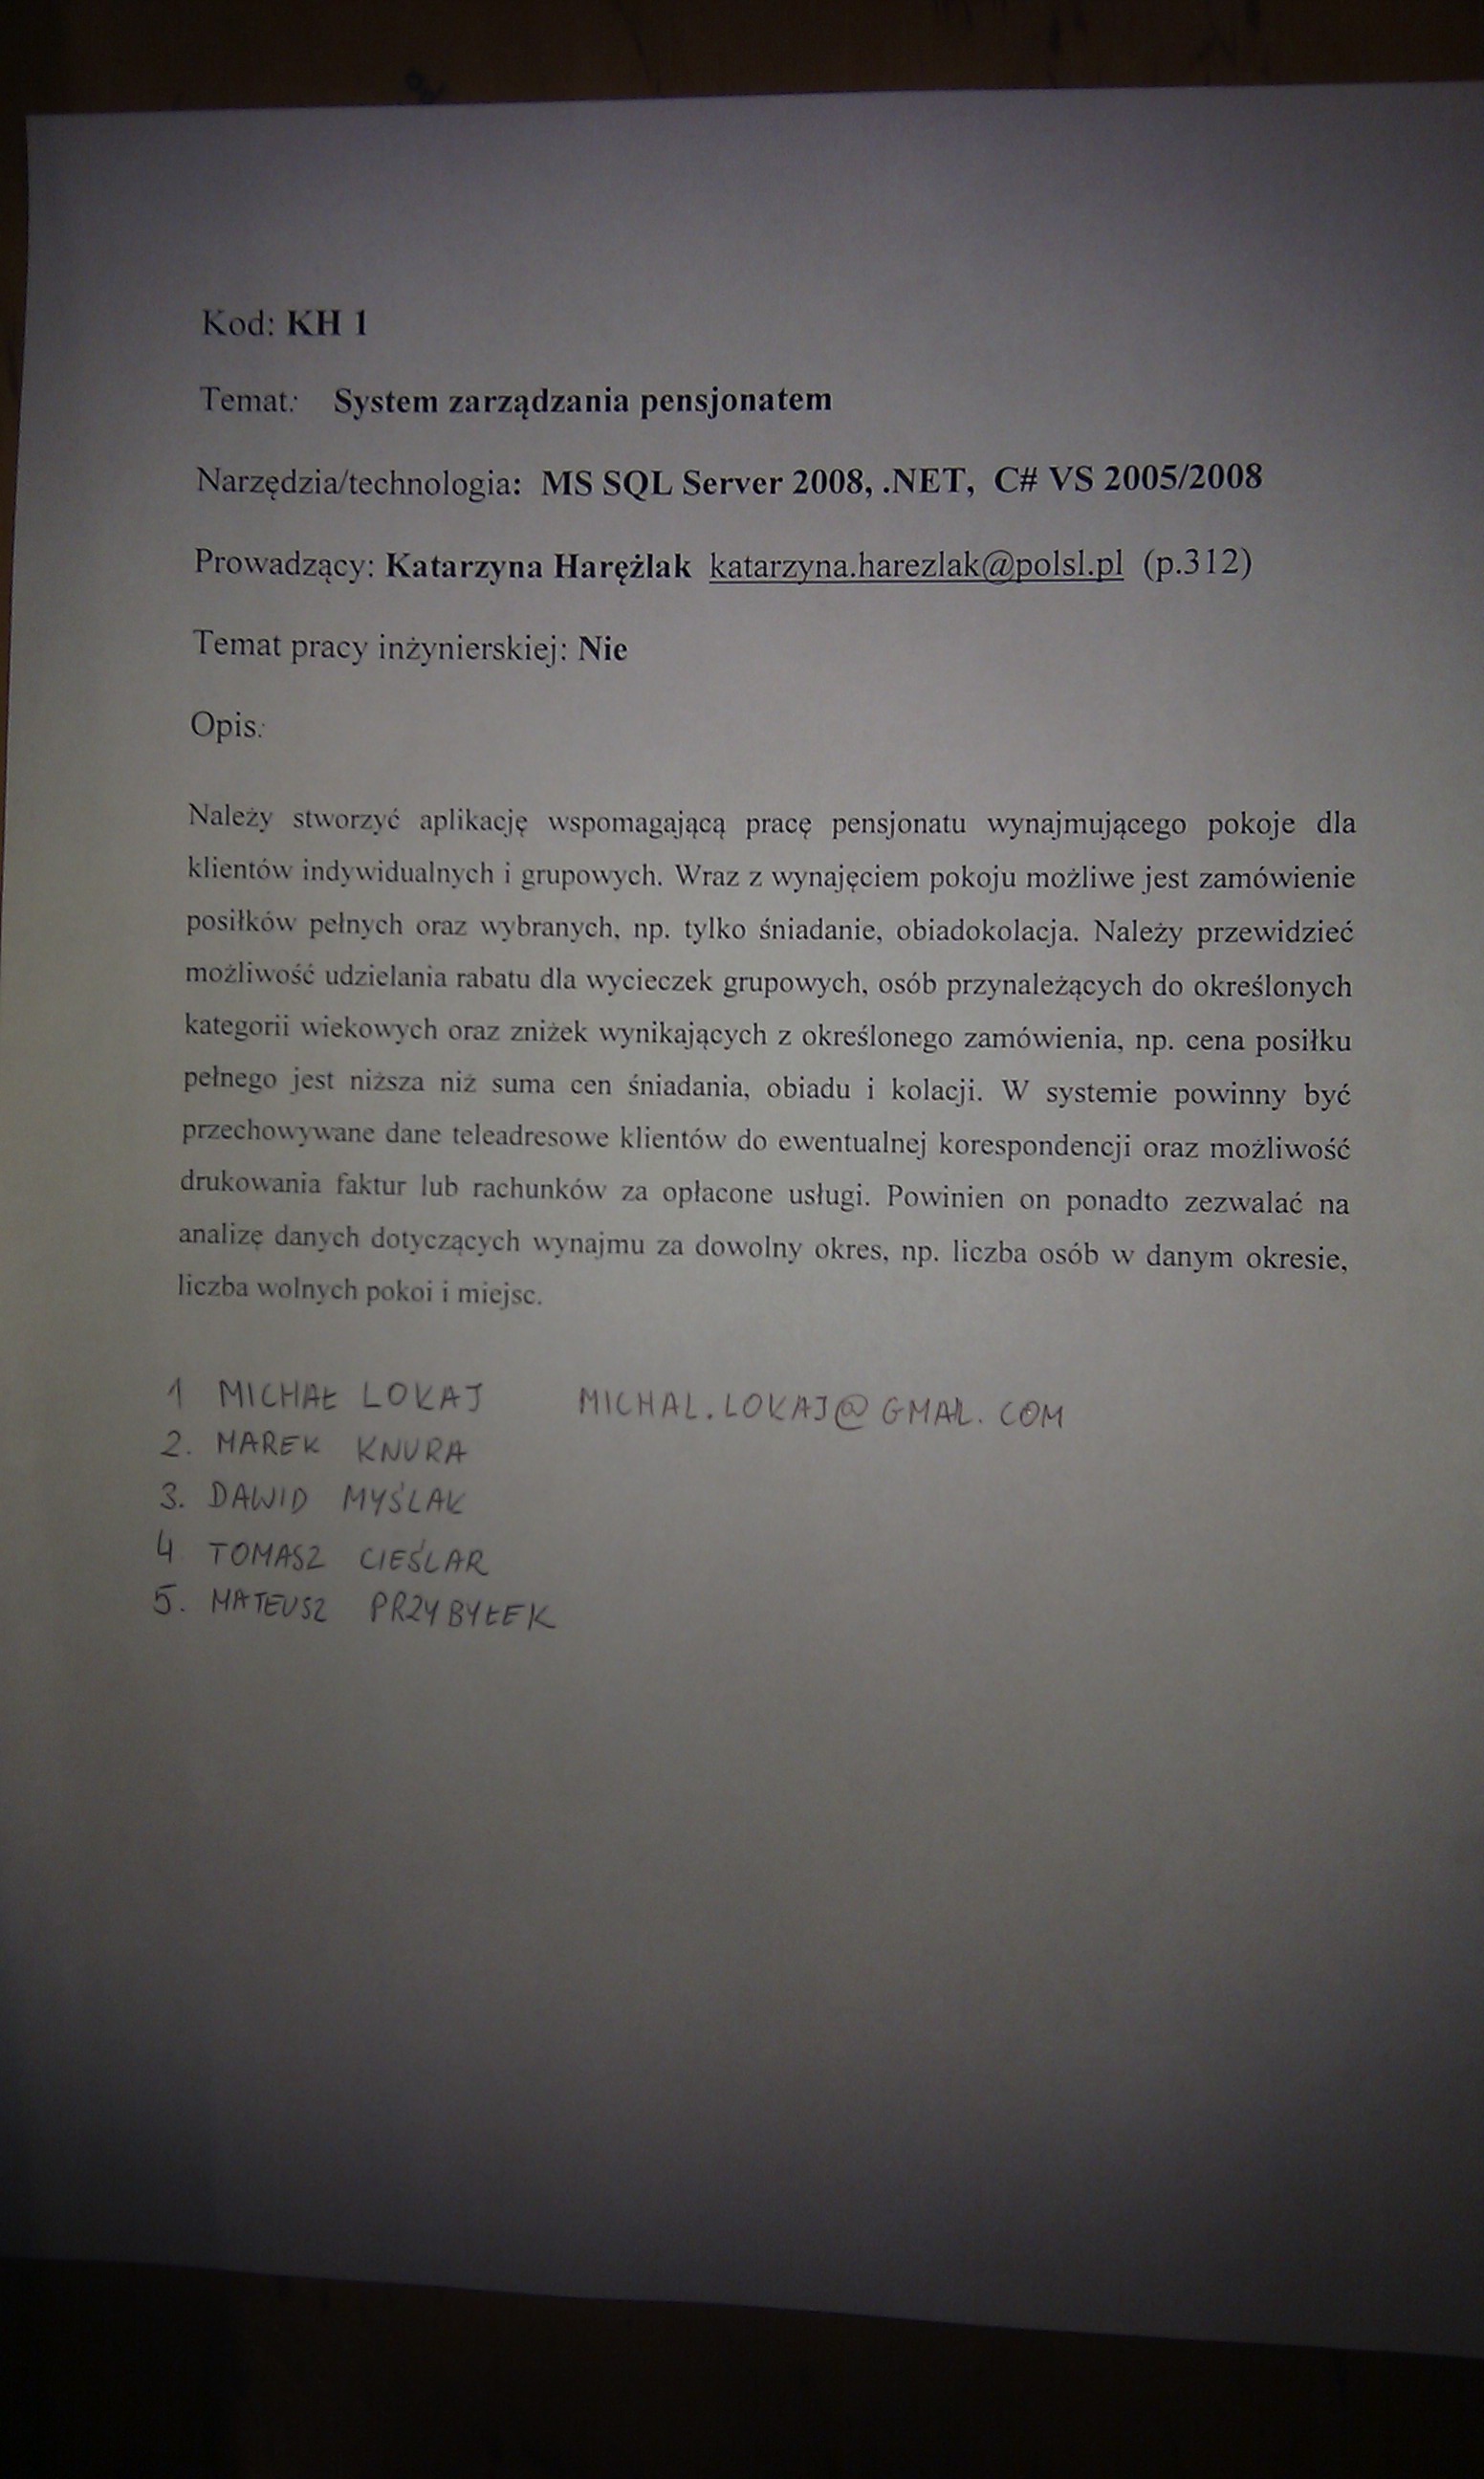 Kod: KH 1
Temat: System zarządzania pensjonatem
Narzędzia/technologia: MS SQL Server 2008, .NET, C# VS 2005/2008
Prowadzący: Katarzyna Harężlak katarzyna.harezlak@polsl.pl (p.312)
Temat pracy inżynierskiej: Nie
Opis:
Należy stworzyć aplikację wspomagającą pracę pensjonatu wynajmującego pokoje dla
klientów indywidualnych i grupowych. Wraz z wynajęciem pokoju możliwe jest zamówienie
posiłków pełnych oraz wybranych, np. tylko śniadanie, obiadokolacja. Należy przewidzieć
możliwość udzielania rabatu dla wycieczek grupowych, osób przynależących do określonych
kategorii wiekowych oraz zniżek wynikających z określonego zamówienia, np. cena posiłku
pełnego jest niższa niż suma cen śniadania, obiadu i kolacji. W systemie powinny być
przechowywane dane teleadresowe klientów do ewentualnej korespondencji oraz możliwość
drukowania faktur lub rachunków za opłacone usługi. Powinien on ponadto zezwalać na
analizę danych dotyczących wynajmu za dowolny okres, np. liczba osób w danym okresie,
liczba wolnych pokoi i miejsc.
1 MICHAŁ LOKAJ MICHAL.LOKAJ@GMAIL.COM
2. MAREK KNURA
3. DAWID MYŚLAK
4 TOMASZ CIEŚLAR
5. MATEUSZ PRZYBYŁEK